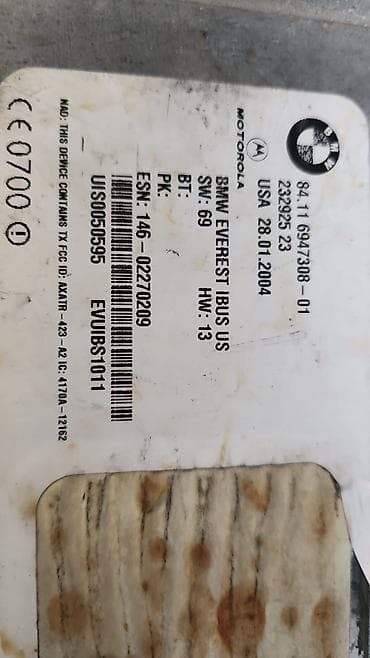 BMW
84.11 6947308-01
232925 23
USA 28.01.2004
MOTOROLA
BMW EVEREST IBUS US
SW: 69 HW: 13
BT:
PK:
ESN: 146-02270209
UIS0050595 EVUIBS1011
NAD: THIS DEVICE CONTAINS TX FCC ID: AXATR-423-A2 IC: 4170A-12162
CE 0700